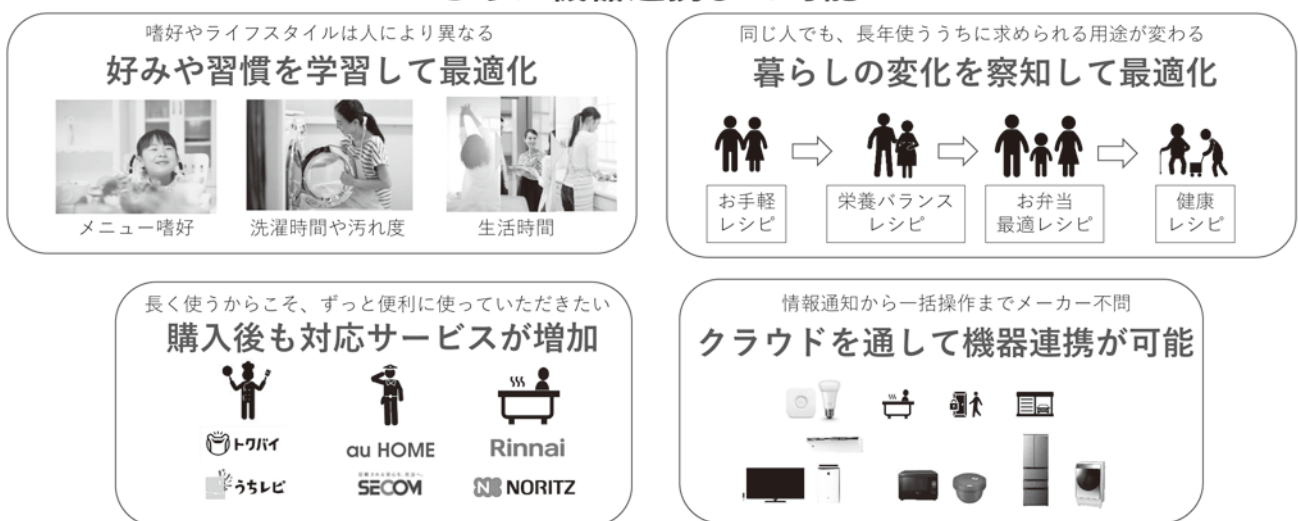 嗜好やライフスタイルは人により異なる
好みや習慣を学習して最適化
メニュー嗜好
洗濯時間や汚れ度
生活時間
同じ人でも、長年使ううちに求められる用途が変わる
暮らしの変化を察知して最適化
お手軽
レシピ
栄養バランス
レシピ
お弁当
最適レシピ
健康
レシピ
長く使うからこそ、ずっと便利に使っていただきたい
購入後も対応サービスが増加
トクバイ
au HOME
Rinnai
うちレピ
SECOM
NORITZ
情報通知から一括操作までメーカー不問
クラウドを通して機器連携が可能